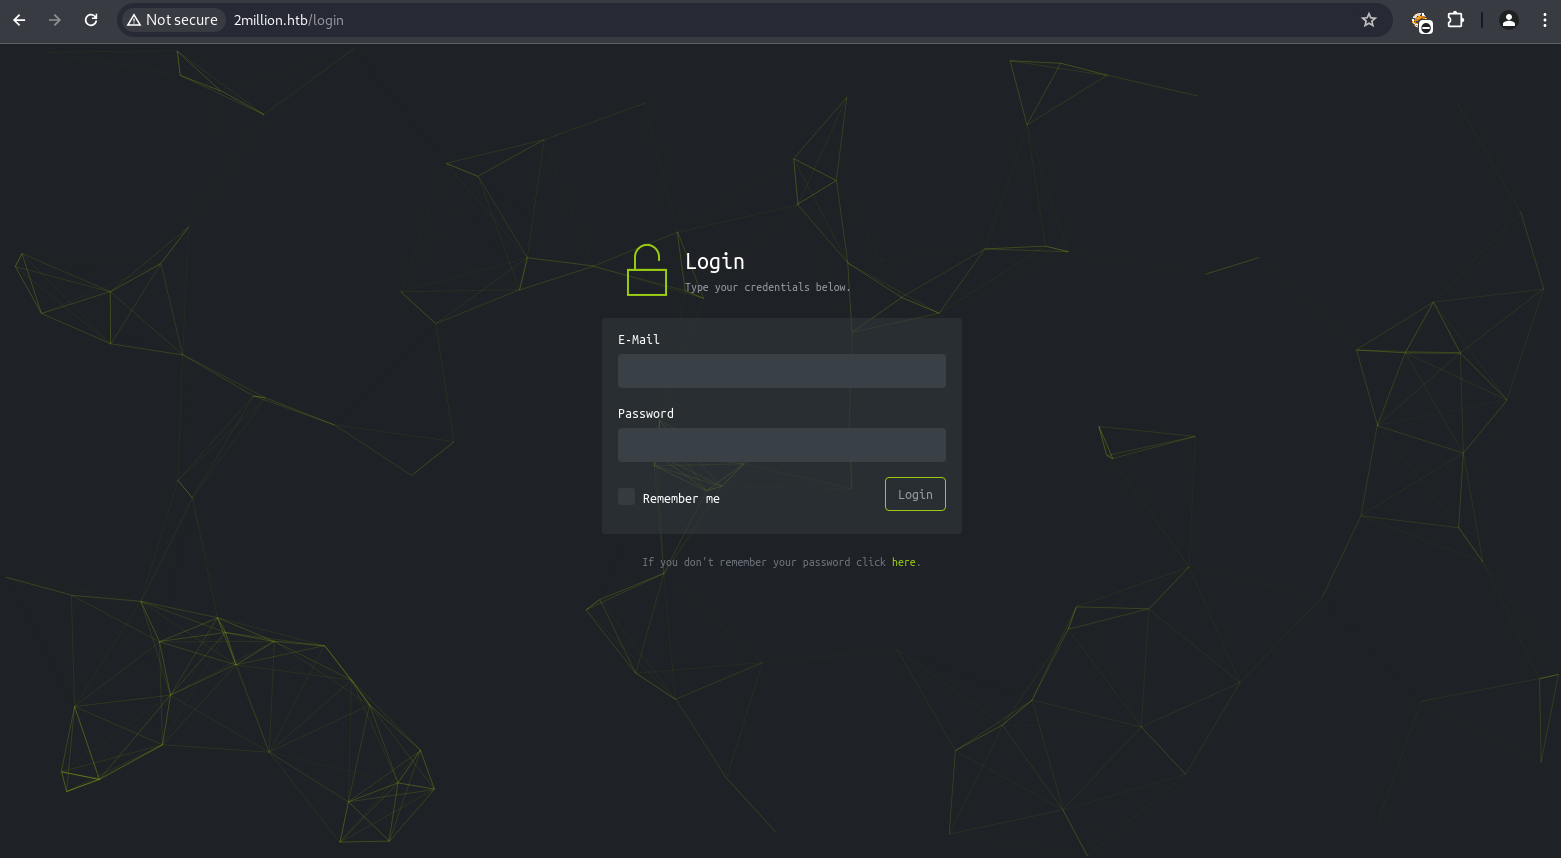 Not secure 2million.htb/login
Login
Type your credentials below.
E-Mail
Password
Remember me
Login
If you don't remember your password click here.